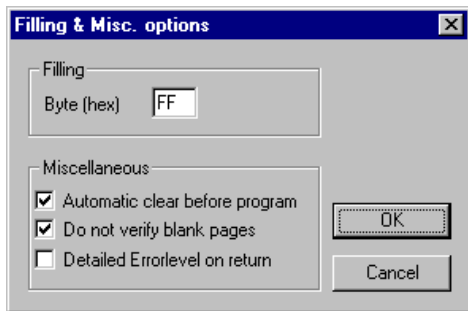 Filling & Misc. options
Filling
Byte (hex) FF
Miscellaneous
Automatic clear before program
Do not verify blank pages
Detailed Errorlevel on return
OK
Cancel